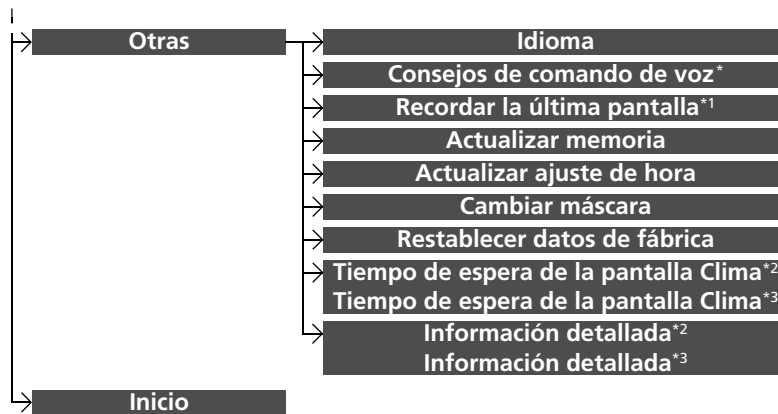 Otras
Idioma
Consejos de comando de voz*
Recordar la última pantalla*1
Actualizar memoria
Actualizar ajuste de hora
Cambiar máscara
Restablecer datos de fábrica
Tiempo de espera de la pantalla Clima*2
Tiempo de espera de la pantalla Clima*3
Información detallada*2
Información detallada*3
Inicio